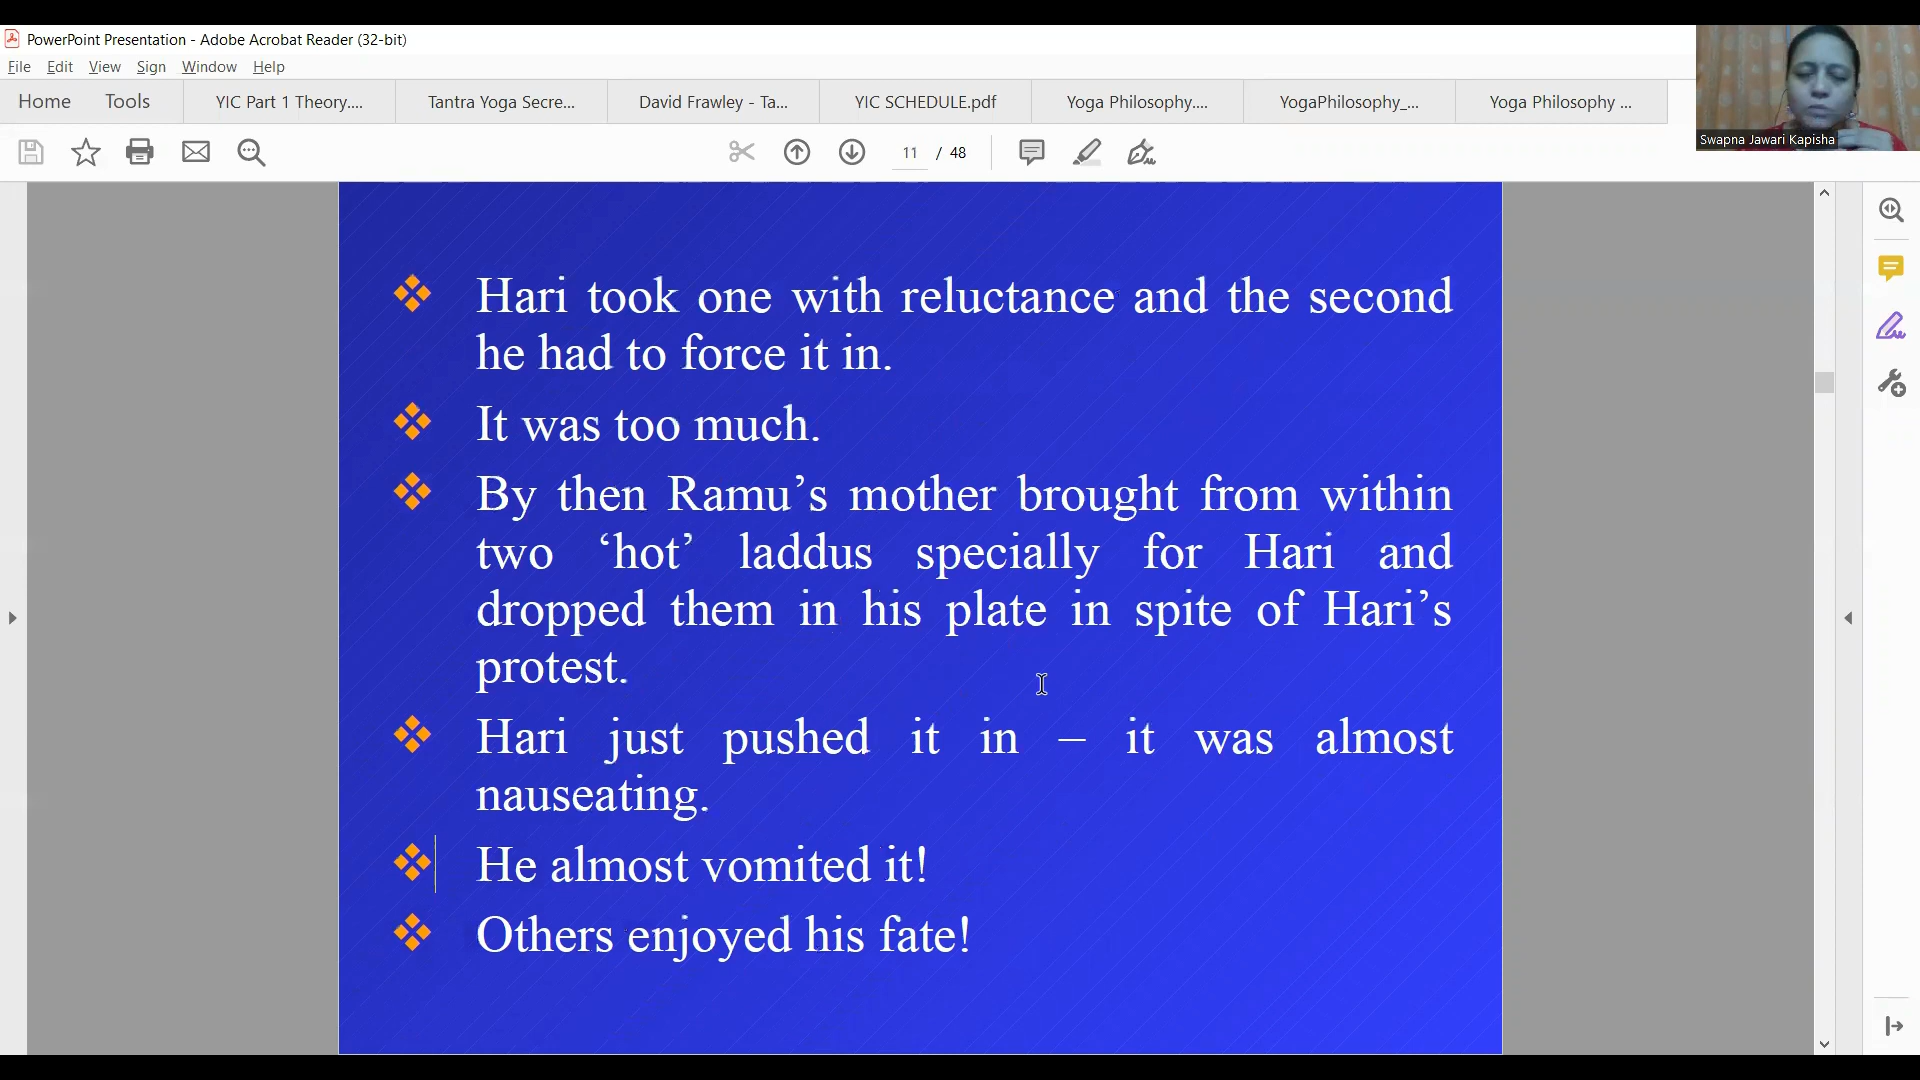 PowerPoint Presentation - Adobe Acrobat Reader (32-bit)
File Edit View Sign Window Help
Home Tools YIC Part 1 Theory.... Tantra Yoga Secre... David Frawley - Ta... YIC SCHEDULE.pdf Yoga Philosophy.... YogaPhilosophy_... Yoga Philosophy ...
Swapna Jawari Kapisha
11 / 48
Hari took one with reluctance and the second
he had to force it in.
It was too much.
By then Ramu’s mother brought from within
two ‘hot’ laddus specially for Hari and
dropped them in his plate in spite of Hari’s
protest.
Hari just pushed it in – it was almost
nauseating.
He almost vomited it!
Others enjoyed his fate!